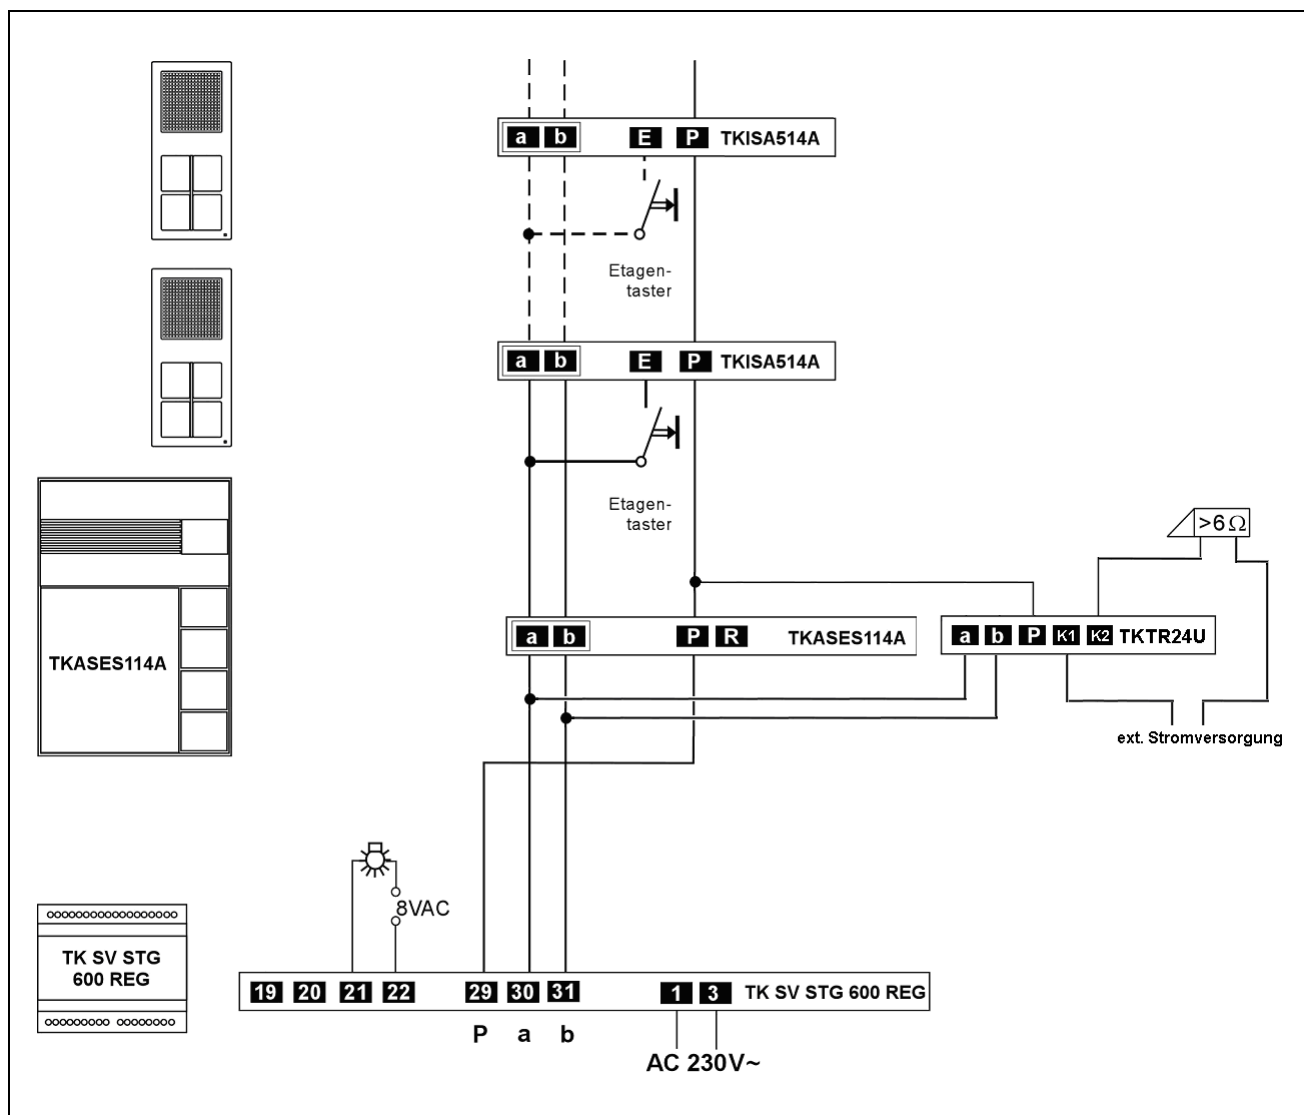 a b E P TKISA514A
Etagen-
taster
a b E P TKISA514A
Etagen-
taster
>6Ω
a b P R TKASES114A
a b P K1 K2 TKTR24U
TKASES114A
ext. Stromversorgung
8VAC
TK SV STG
600 REG
19 20 21 22 29 30 31 1 3 TK SV STG 600 REG
P a b
AC 230V~